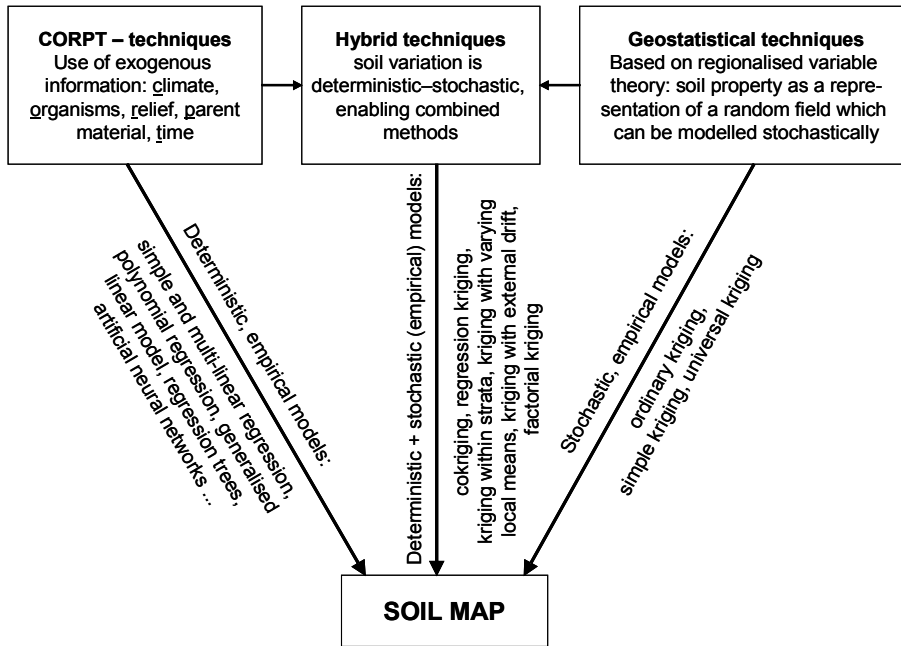 CORPT – techniques
Use of exogenous
information: climate,
organisms, relief, parent
material, time
Hybrid techniques
soil variation is
deterministic–stochastic,
enabling combined
methods
Geostatistical techniques
Based on regionalised variable
theory: soil property as a repre-
sentation of a random field which
can be modelled stochastically
Deterministic, empirical models:
simple and multi-linear regression,
polynomial regression, generalised
linear model, regression trees,
artificial neural networks ...
Deterministic + stochastic (empirical) models:
cokriging, regression kriging,
kriging within strata, kriging with varying
local means, kriging with external drift,
factorial kriging
Stochastic, empirical models:
ordinary kriging,
simple kriging, universal kriging
SOIL MAP